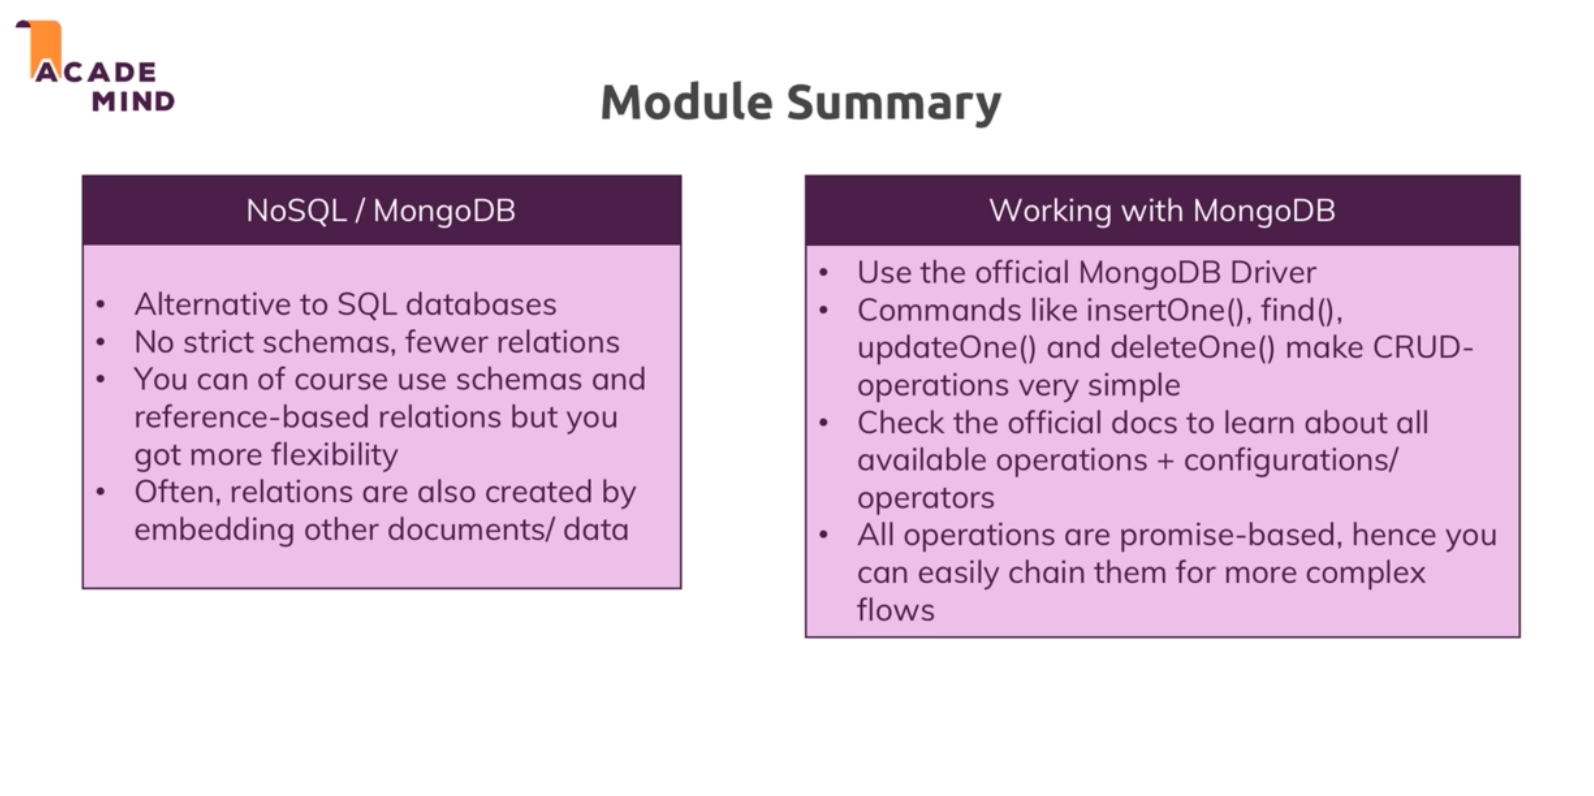 ACADE
MIND
Module Summary
NoSQL / MongoDB
• Alternative to SQL databases
• No strict schemas, fewer relations
• You can of course use schemas and
reference-based relations but you
got more flexibility
• Often, relations are also created by
embedding other documents/ data
Working with MongoDB
• Use the official MongoDB Driver
• Commands like insertOne(), find(),
updateOne() and deleteOne() make CRUD-
operations very simple
• Check the official docs to learn about all
available operations + configurations/
operators
• All operations are promise-based, hence you
can easily chain them for more complex
flows